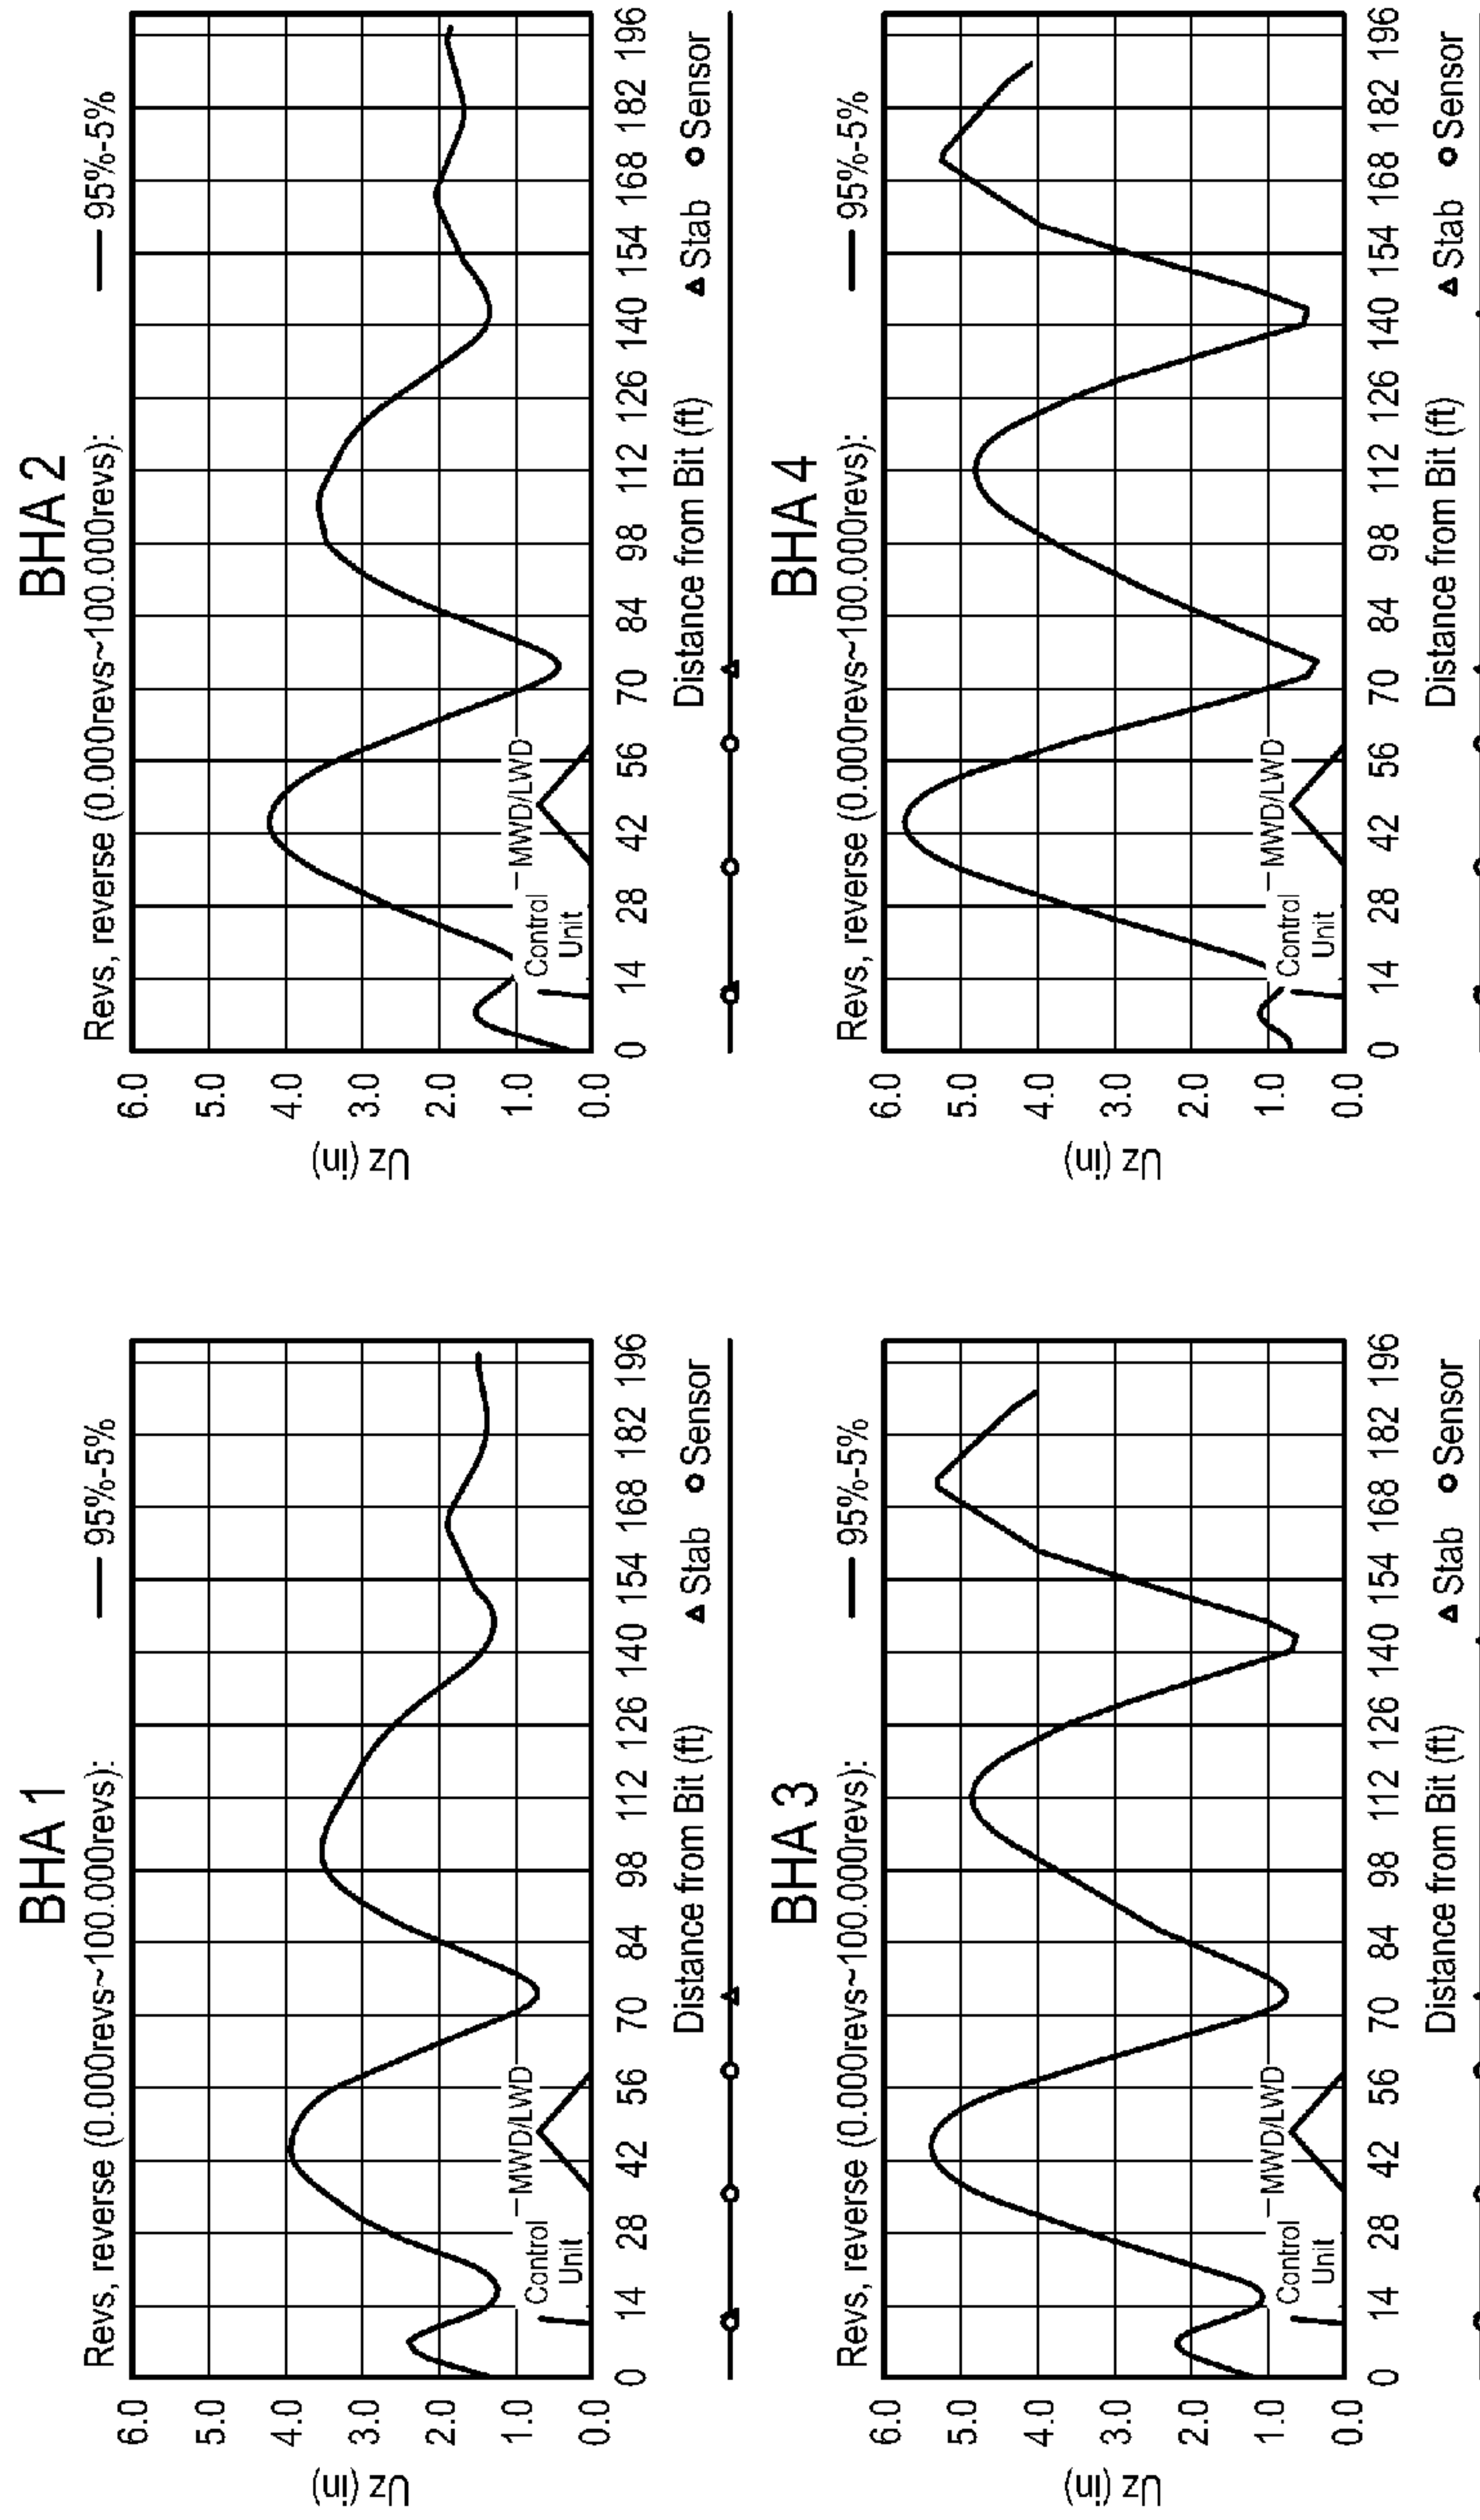 BHA 1
Revs, reverse (0.000revs~100.000revs):
95%-5%
Uz (in)
6.0
5.0
4.0
3.0
2.0
1.0
0.0
Control
Unit
MWD/LWD
0 14 28 42 56 70 84 98 112 126 140 154 168 182 196
Distance from Bit (ft)
Stab
Sensor
BHA 2
Revs, reverse (0.000revs~100.000revs):
95%-5%
Uz (in)
6.0
5.0
4.0
3.0
2.0
1.0
0.0
Control
Unit
MWD/LWD
0 14 28 42 56 70 84 98 112 126 140 154 168 182 196
Distance from Bit (ft)
Stab
Sensor
BHA 3
Revs, reverse (0.000revs~100.000revs):
95%-5%
Uz (in)
6.0
5.0
4.0
3.0
2.0
1.0
0.0
Control
Unit
MWD/LWD
0 14 28 42 56 70 84 98 112 126 140 154 168 182 196
Distance from Bit (ft)
Stab
Sensor
BHA 4
Revs, reverse (0.000revs~100.000revs):
95%-5%
Uz (in)
6.0
5.0
4.0
3.0
2.0
1.0
0.0
Control
Unit
MWD/LWD
0 14 28 42 56 70 84 98 112 126 140 154 168 182 196
Distance from Bit (ft)
Stab
Sensor